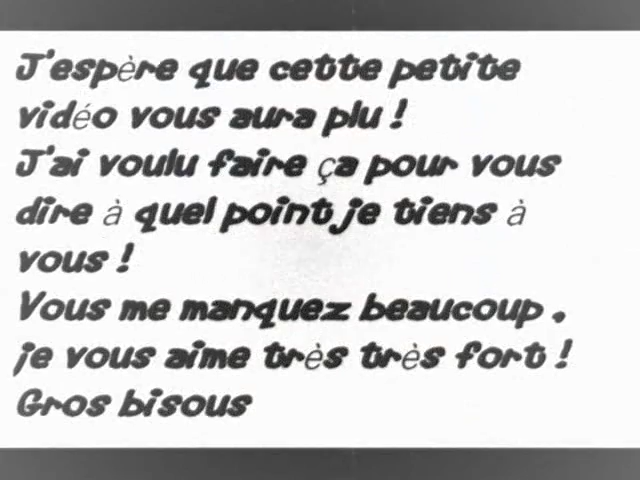 J'espère que cette petite
vidéo vous aura plu !
J'ai voulu faire ça pour vous
dire à quel point je tiens à
vous !
Vous me manquez beaucoup .
je vous aime très très fort !
Gros bisous